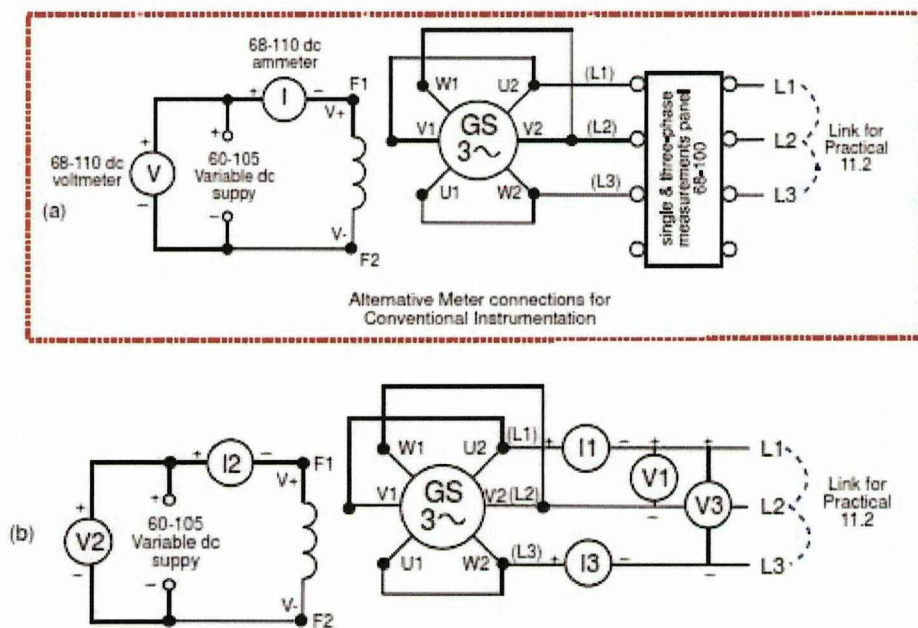 68-110 dc
ammeter
+ I −
F1
V+
W1
U2
(L1)
L1
+
V
−
68-110 dc
voltmeter
+
60-105
Variable dc
suppy
−
V1
GS
3~
V2
(L2)
single & three-phase
measurements panel
68-100
L2
Link for
Practical
11.2
U1
W2
(L3)
L3
(a)
V-
F2
Alternative Meter connections for
Conventional Instrumentation
+ I2 −
F1
V+
W1
U2
(L1)
+ I1 −
+
+
L1
V1
V3
−
−
(b)
+
V2
−
+
60-105
Variable dc
suppy
−
V1
GS
3~
V2
(L2)
L2
Link for
Practical
11.2
U1
W2
(L3)
+ I3 −
L3
V-
F2